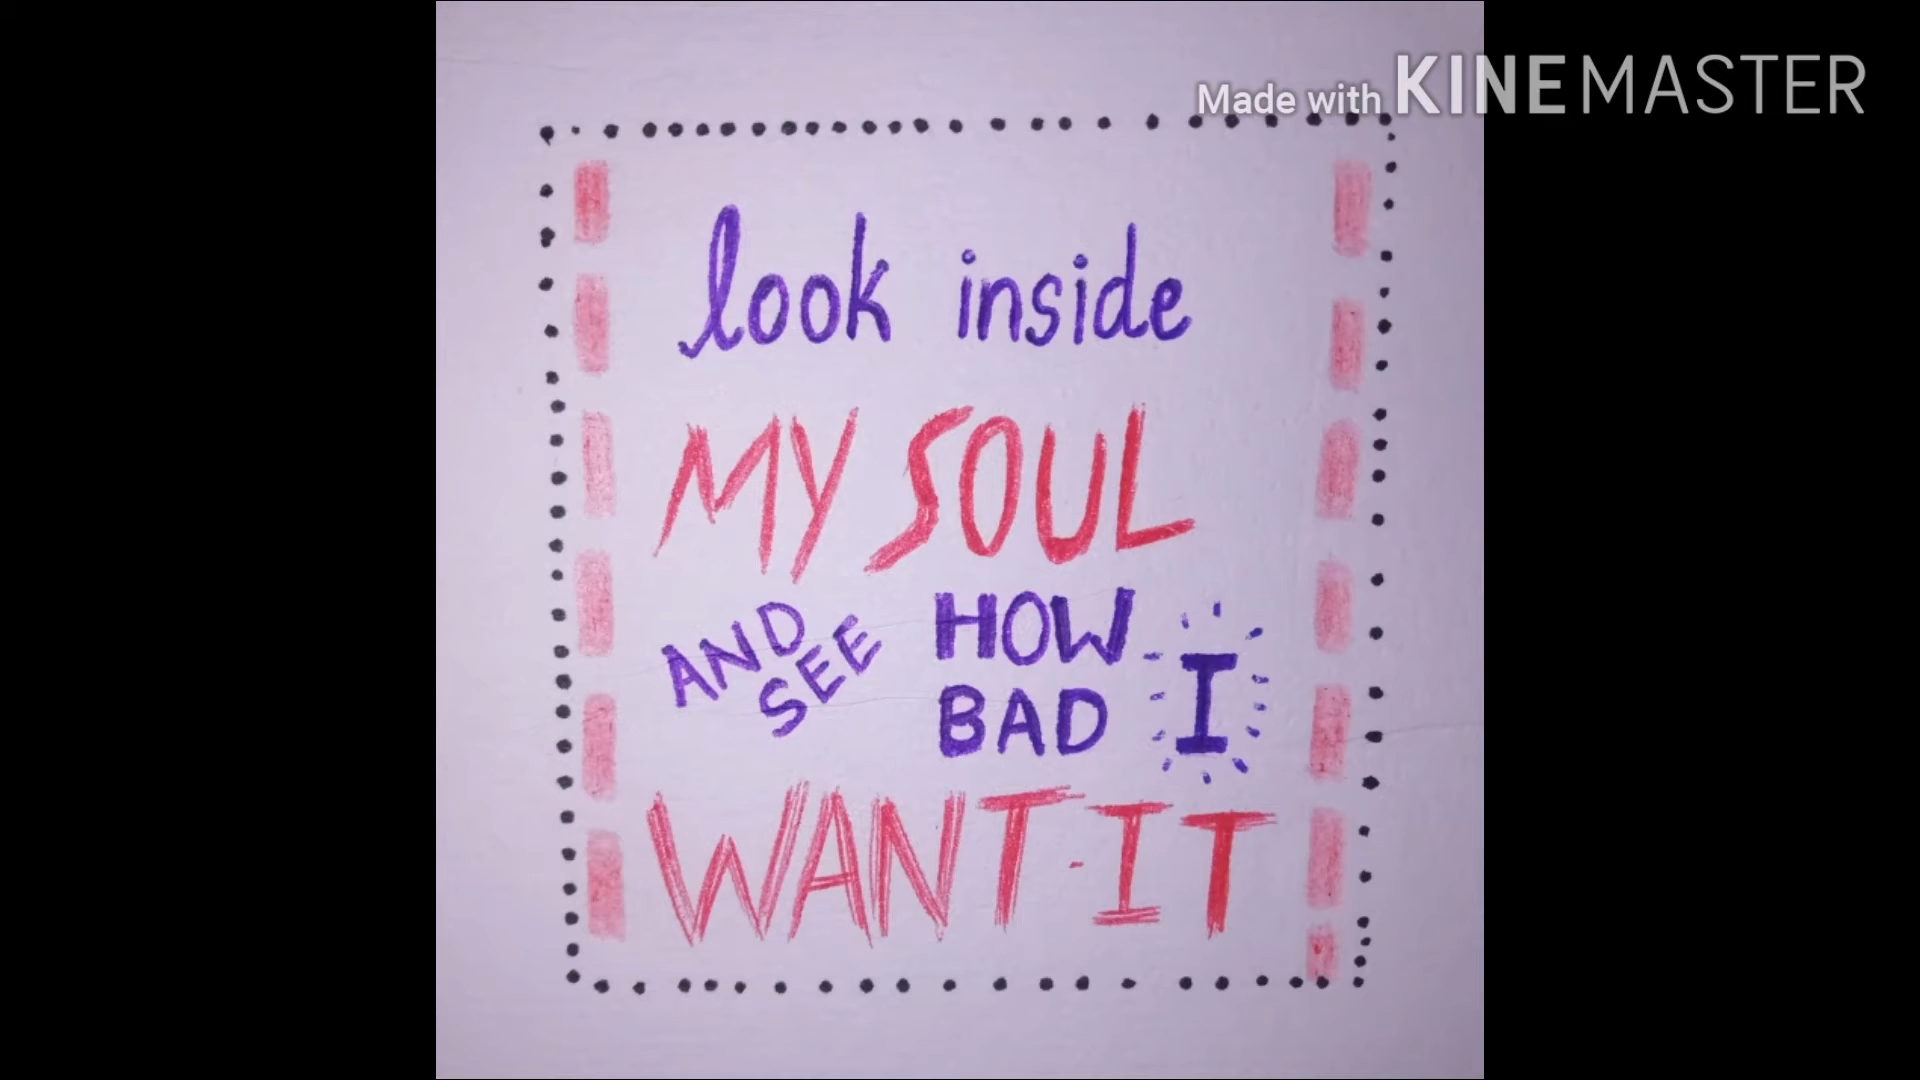 Made with KINEMASTER
look inside
MY SOUL
AND SEE HOW BAD I
WANT IT